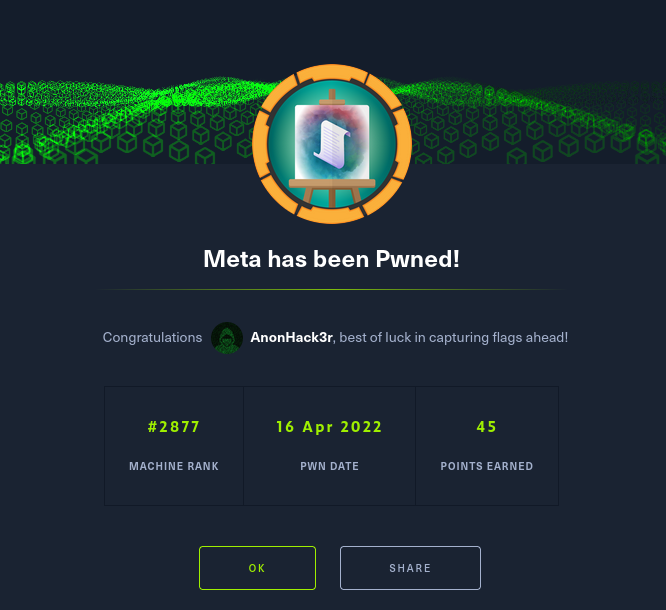 Meta has been Pwned!
Congratulations AnonHack3r, best of luck in capturing flags ahead!
#2877 16 Apr 2022 45
MACHINE RANK PWN DATE POINTS EARNED
OK SHARE